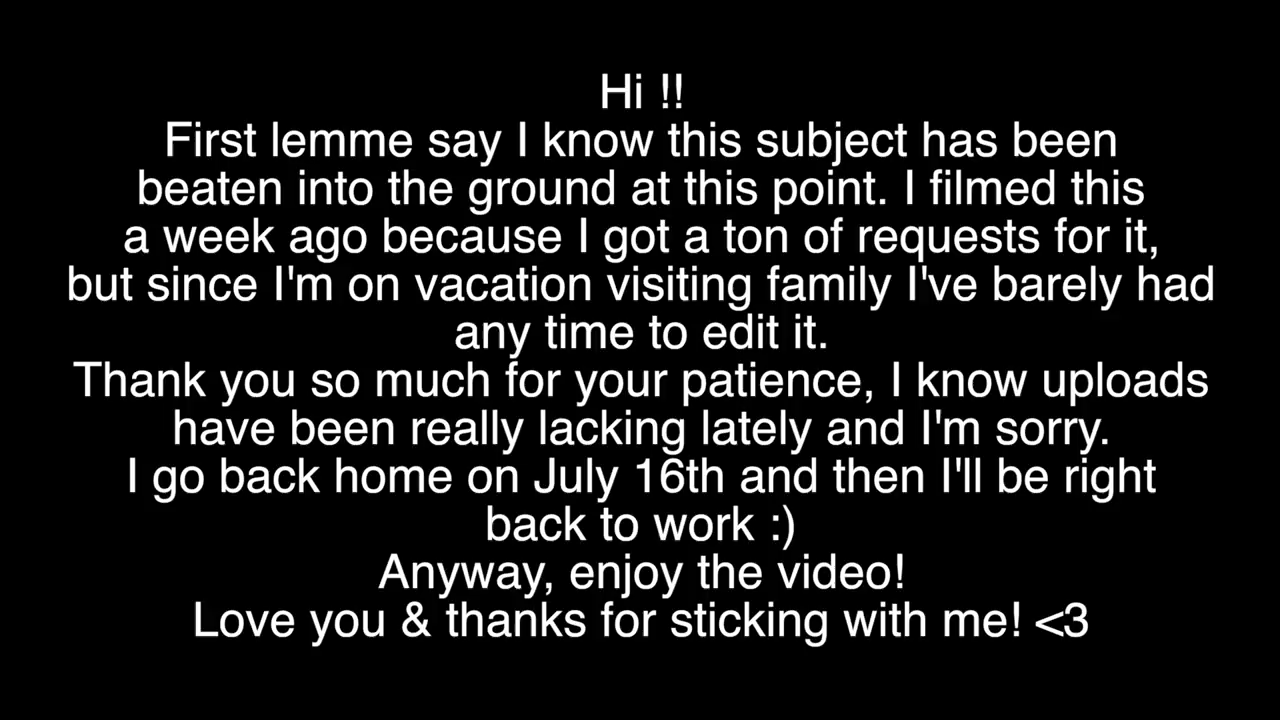 Hi !!
First lemme say I know this subject has been
beaten into the ground at this point. I filmed this
a week ago because I got a ton of requests for it,
but since I'm on vacation visiting family I've barely had
any time to edit it.
Thank you so much for your patience, I know uploads
have been really lacking lately and I'm sorry.
I go back home on July 16th and then I'll be right
back to work :)
Anyway, enjoy the video!
Love you & thanks for sticking with me! <3